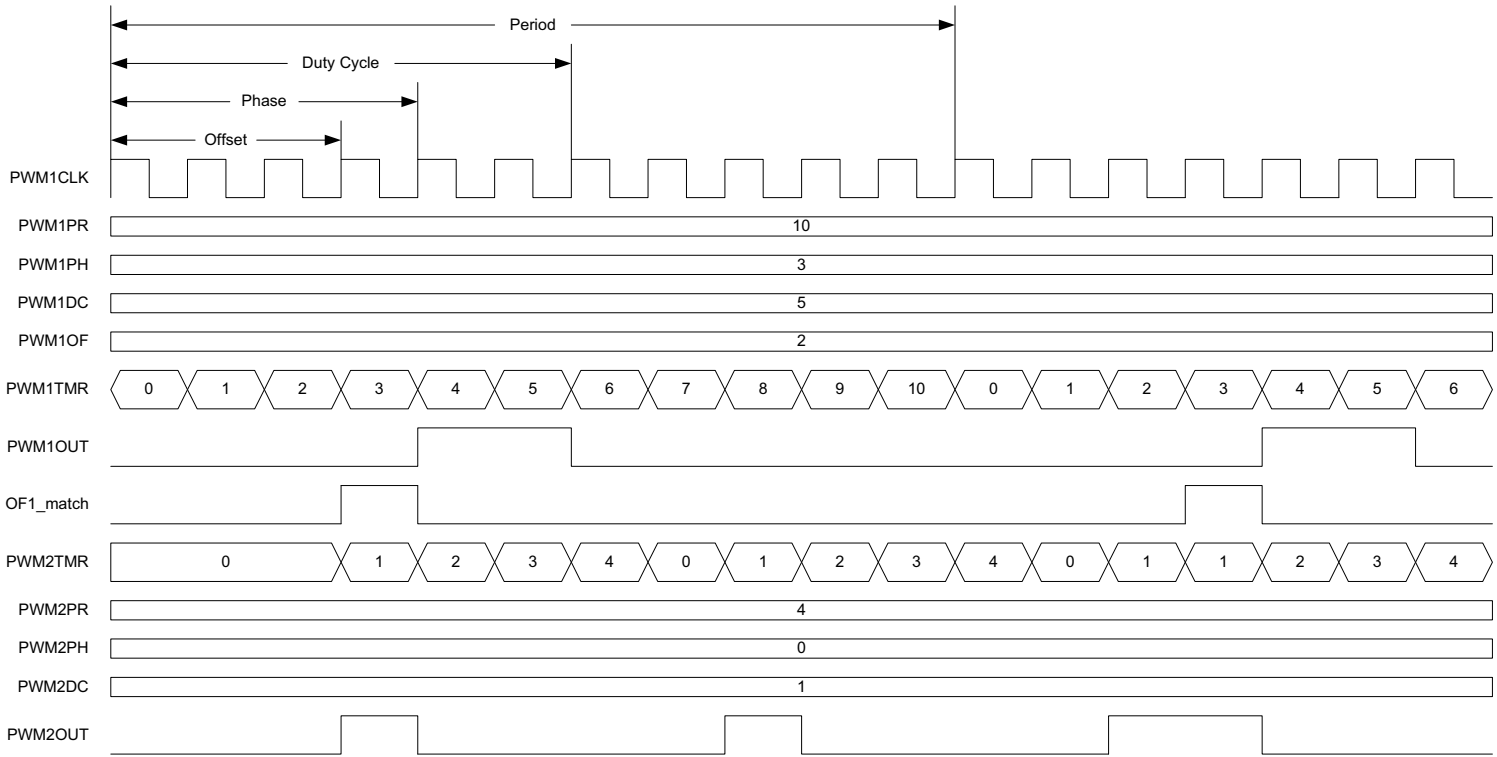 Period
Duty Cycle
Phase
Offset
PWM1CLK
PWM1PR 10
PWM1PH 3
PWM1DC 5
PWM1OF 2
PWM1TMR 0 1 2 3 4 5 6 7 8 9 10 0 1 2 3 4 5 6
PWM1OUT
OF1_match
PWM2TMR 0 1 2 3 4 0 1 2 3 4 0 1 1 2 3 4
PWM2PR 4
PWM2PH 0
PWM2DC 1
PWM2OUT